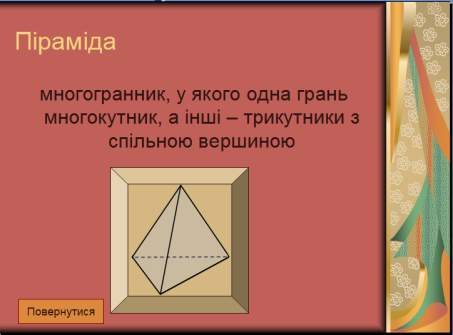 Піраміда
многогранник, у якого одна грань
многокутник, а інші – трикутники з
спільною вершиною
Повернутися